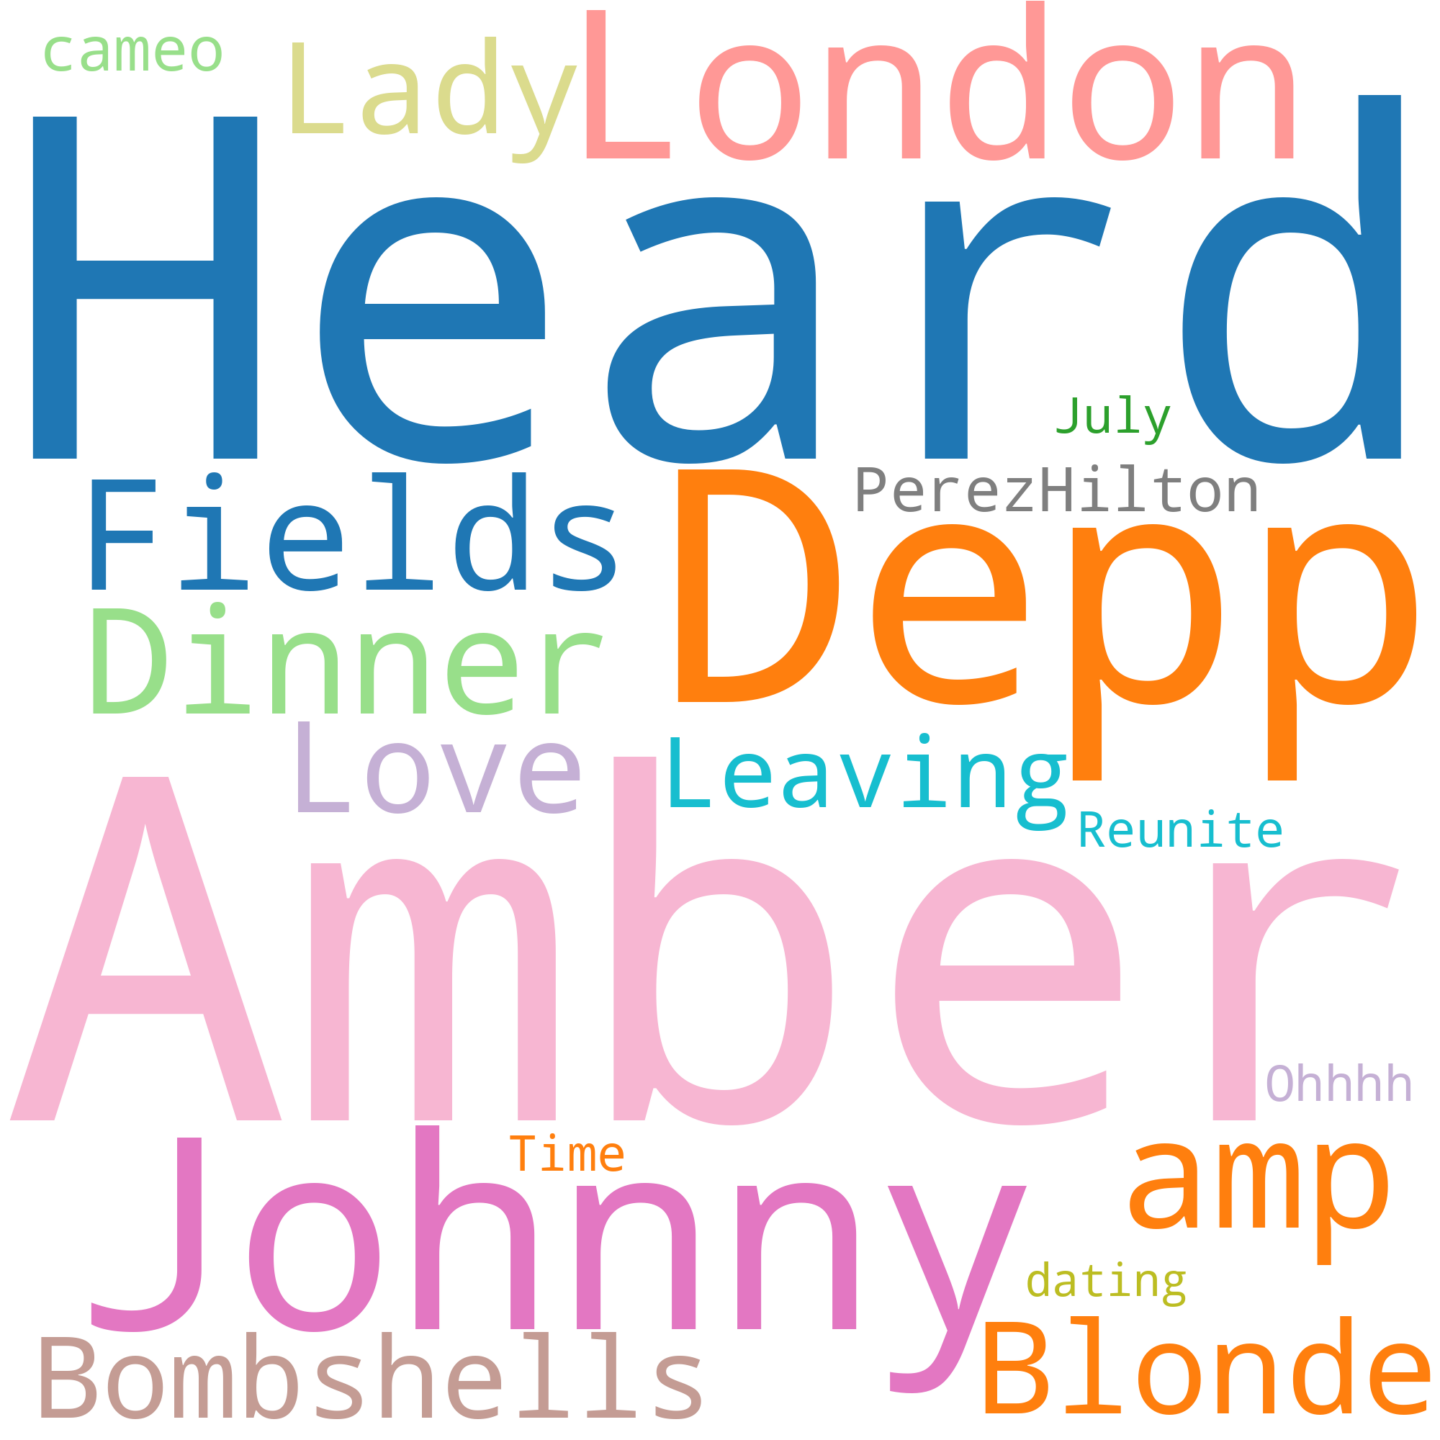 cameo
Lady
London
Heard
July
Fields
PerezHilton
Depp
Dinner
Love
Leaving
Reunite
Amber
Ohhhh
Johnny
Time
amp
dating
Bombshells
Blonde